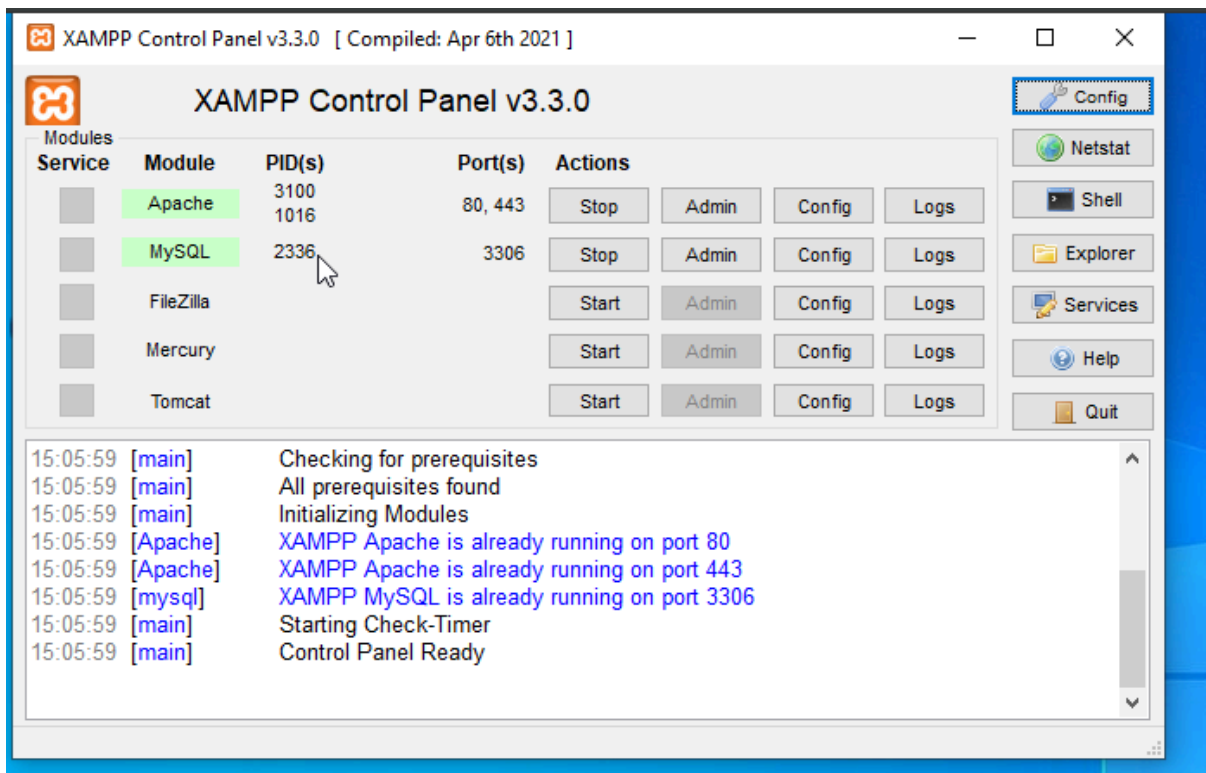 XAMPP Control Panel v3.3.0 [ Compiled: Apr 6th 2021 ]
XAMPP Control Panel v3.3.0
Config
Modules
Netstat
Service Module PID(s) Port(s) Actions
Apache 3100 1016 80, 443 Stop Admin Config Logs
Shell
MySQL 2336 3306 Stop Admin Config Logs
Explorer
FileZilla Start Admin Config Logs
Services
Mercury Start Admin Config Logs
Help
Tomcat Start Admin Config Logs
Quit
15:05:59 [main] Checking for prerequisites
15:05:59 [main] All prerequisites found
15:05:59 [main] Initializing Modules
15:05:59 [Apache] XAMPP Apache is already running on port 80
15:05:59 [Apache] XAMPP Apache is already running on port 443
15:05:59 [mysql] XAMPP MySQL is already running on port 3306
15:05:59 [main] Starting Check-Timer
15:05:59 [main] Control Panel Ready